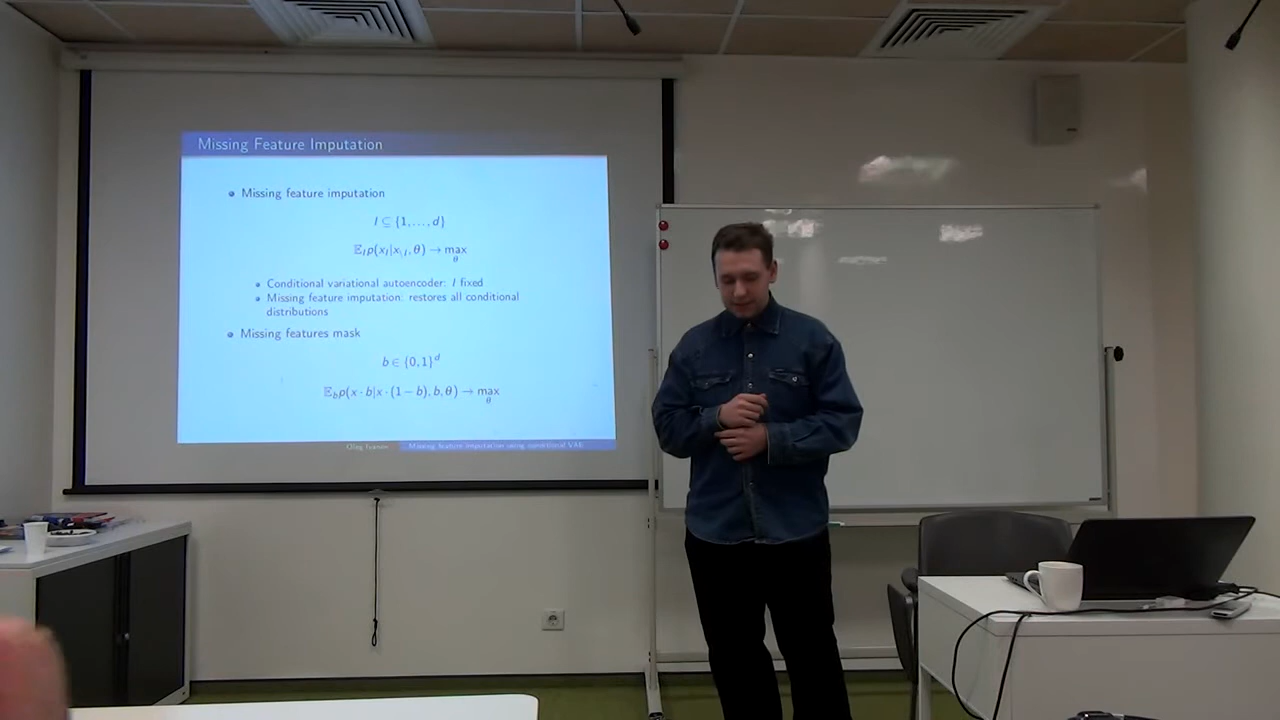 Missing Feature Imputation
Missing feature imputation
I ⊆ {1, …, d}
𝔼_I p(x_I|x_{\I}, θ) → max_θ
Conditional variational autoencoder: I fixed
Missing feature imputation: restores all conditional
distributions
Missing features mask
b ∈ {0, 1}^d
𝔼_b p(x · b|x · (1 − b), b, θ) → max_θ
Oleg Ivanov Missing feature imputation using conditional VAE